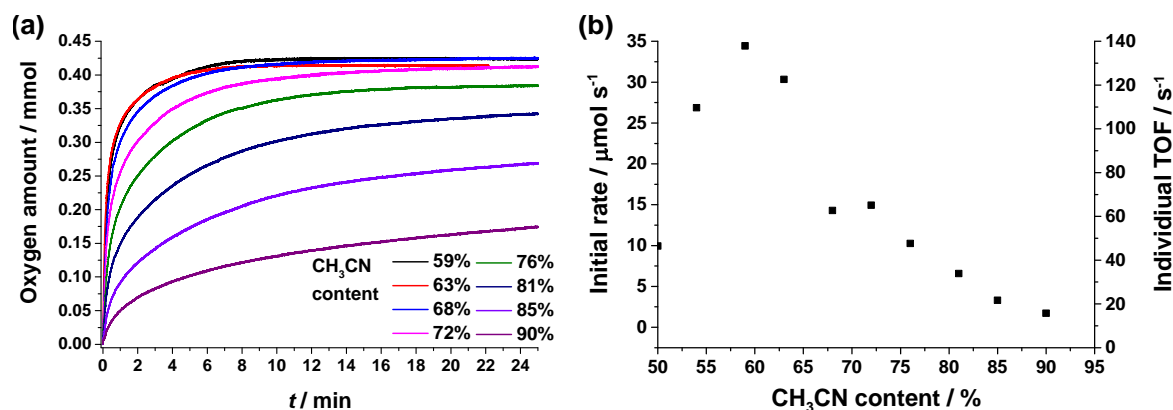 (a)
0.45
0.40
0.35
0.30
0.25
0.20
0.15
0.10
0.05
0.00
Oxygen amount / mmol
0 2 4 6 8 10 12 14 16 18 20 22 24
t / min
CH₃CN
content
59% 76%
63% 81%
68% 85%
72% 90%
(b)
35
30
25
20
15
10
5
0
Initial rate / μmol s⁻¹
50 55 60 65 70 75 80 85 90 95
CH₃CN content / %
140
120
100
80
60
40
20
0
Individiual TOF / s⁻¹